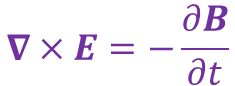 ∇ × E = − ∂B/∂t